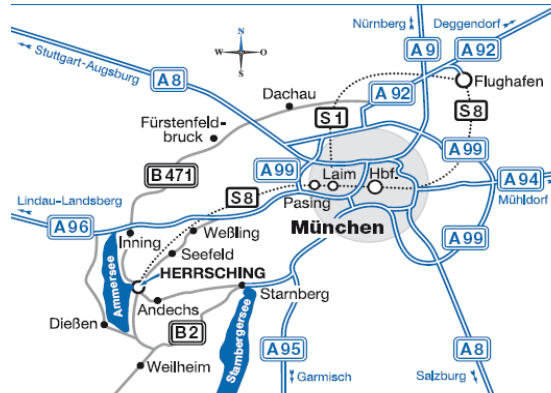 Nürnberg
Deggendorf
N
W
O
S
Stuttgart-Augsburg
A 9
A 92
A 8
Flughafen
Dachau
A 92
S 1
S 8
Fürstenfeld-
bruck
A 99
A 99
B 471
Laim
Hbf.
S 8
Pasing
A 94
Mühldorf
Lindau-Landsberg
A 96
Weßling
München
Inning
Seefeld
A 99
HERRSCHING
Ammersee
Andechs
Starnberg
Dießen
B 2
Starnbergersee
A 95
A 8
Weilheim
Garmisch
Salzburg